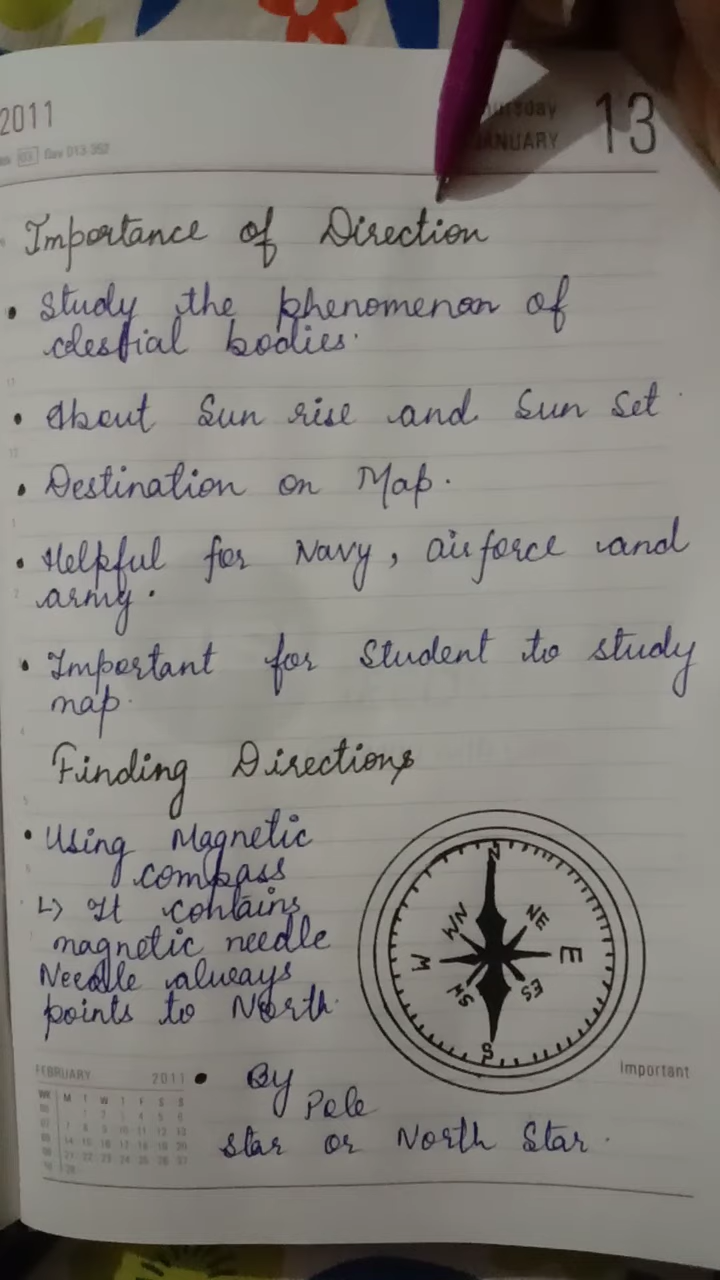 2011
Thursday
JANUARY 13
Importance of Direction
• Study the phenomenon of
celestial bodies.
• About Sun rise and Sun Set.
• Destination on Map.
• Helpful for Navy, airforce and
army.
• Important for Student to study
map.
Finding Directions
• Using Magnetic
compass
↳ It contains
magnetic needle
Needle always
points to North.
N
NW NE
W E
SW ES
S
Important
FEBRUARY 2011
WK M T W T F S S
• By Pole
Star or North Star.